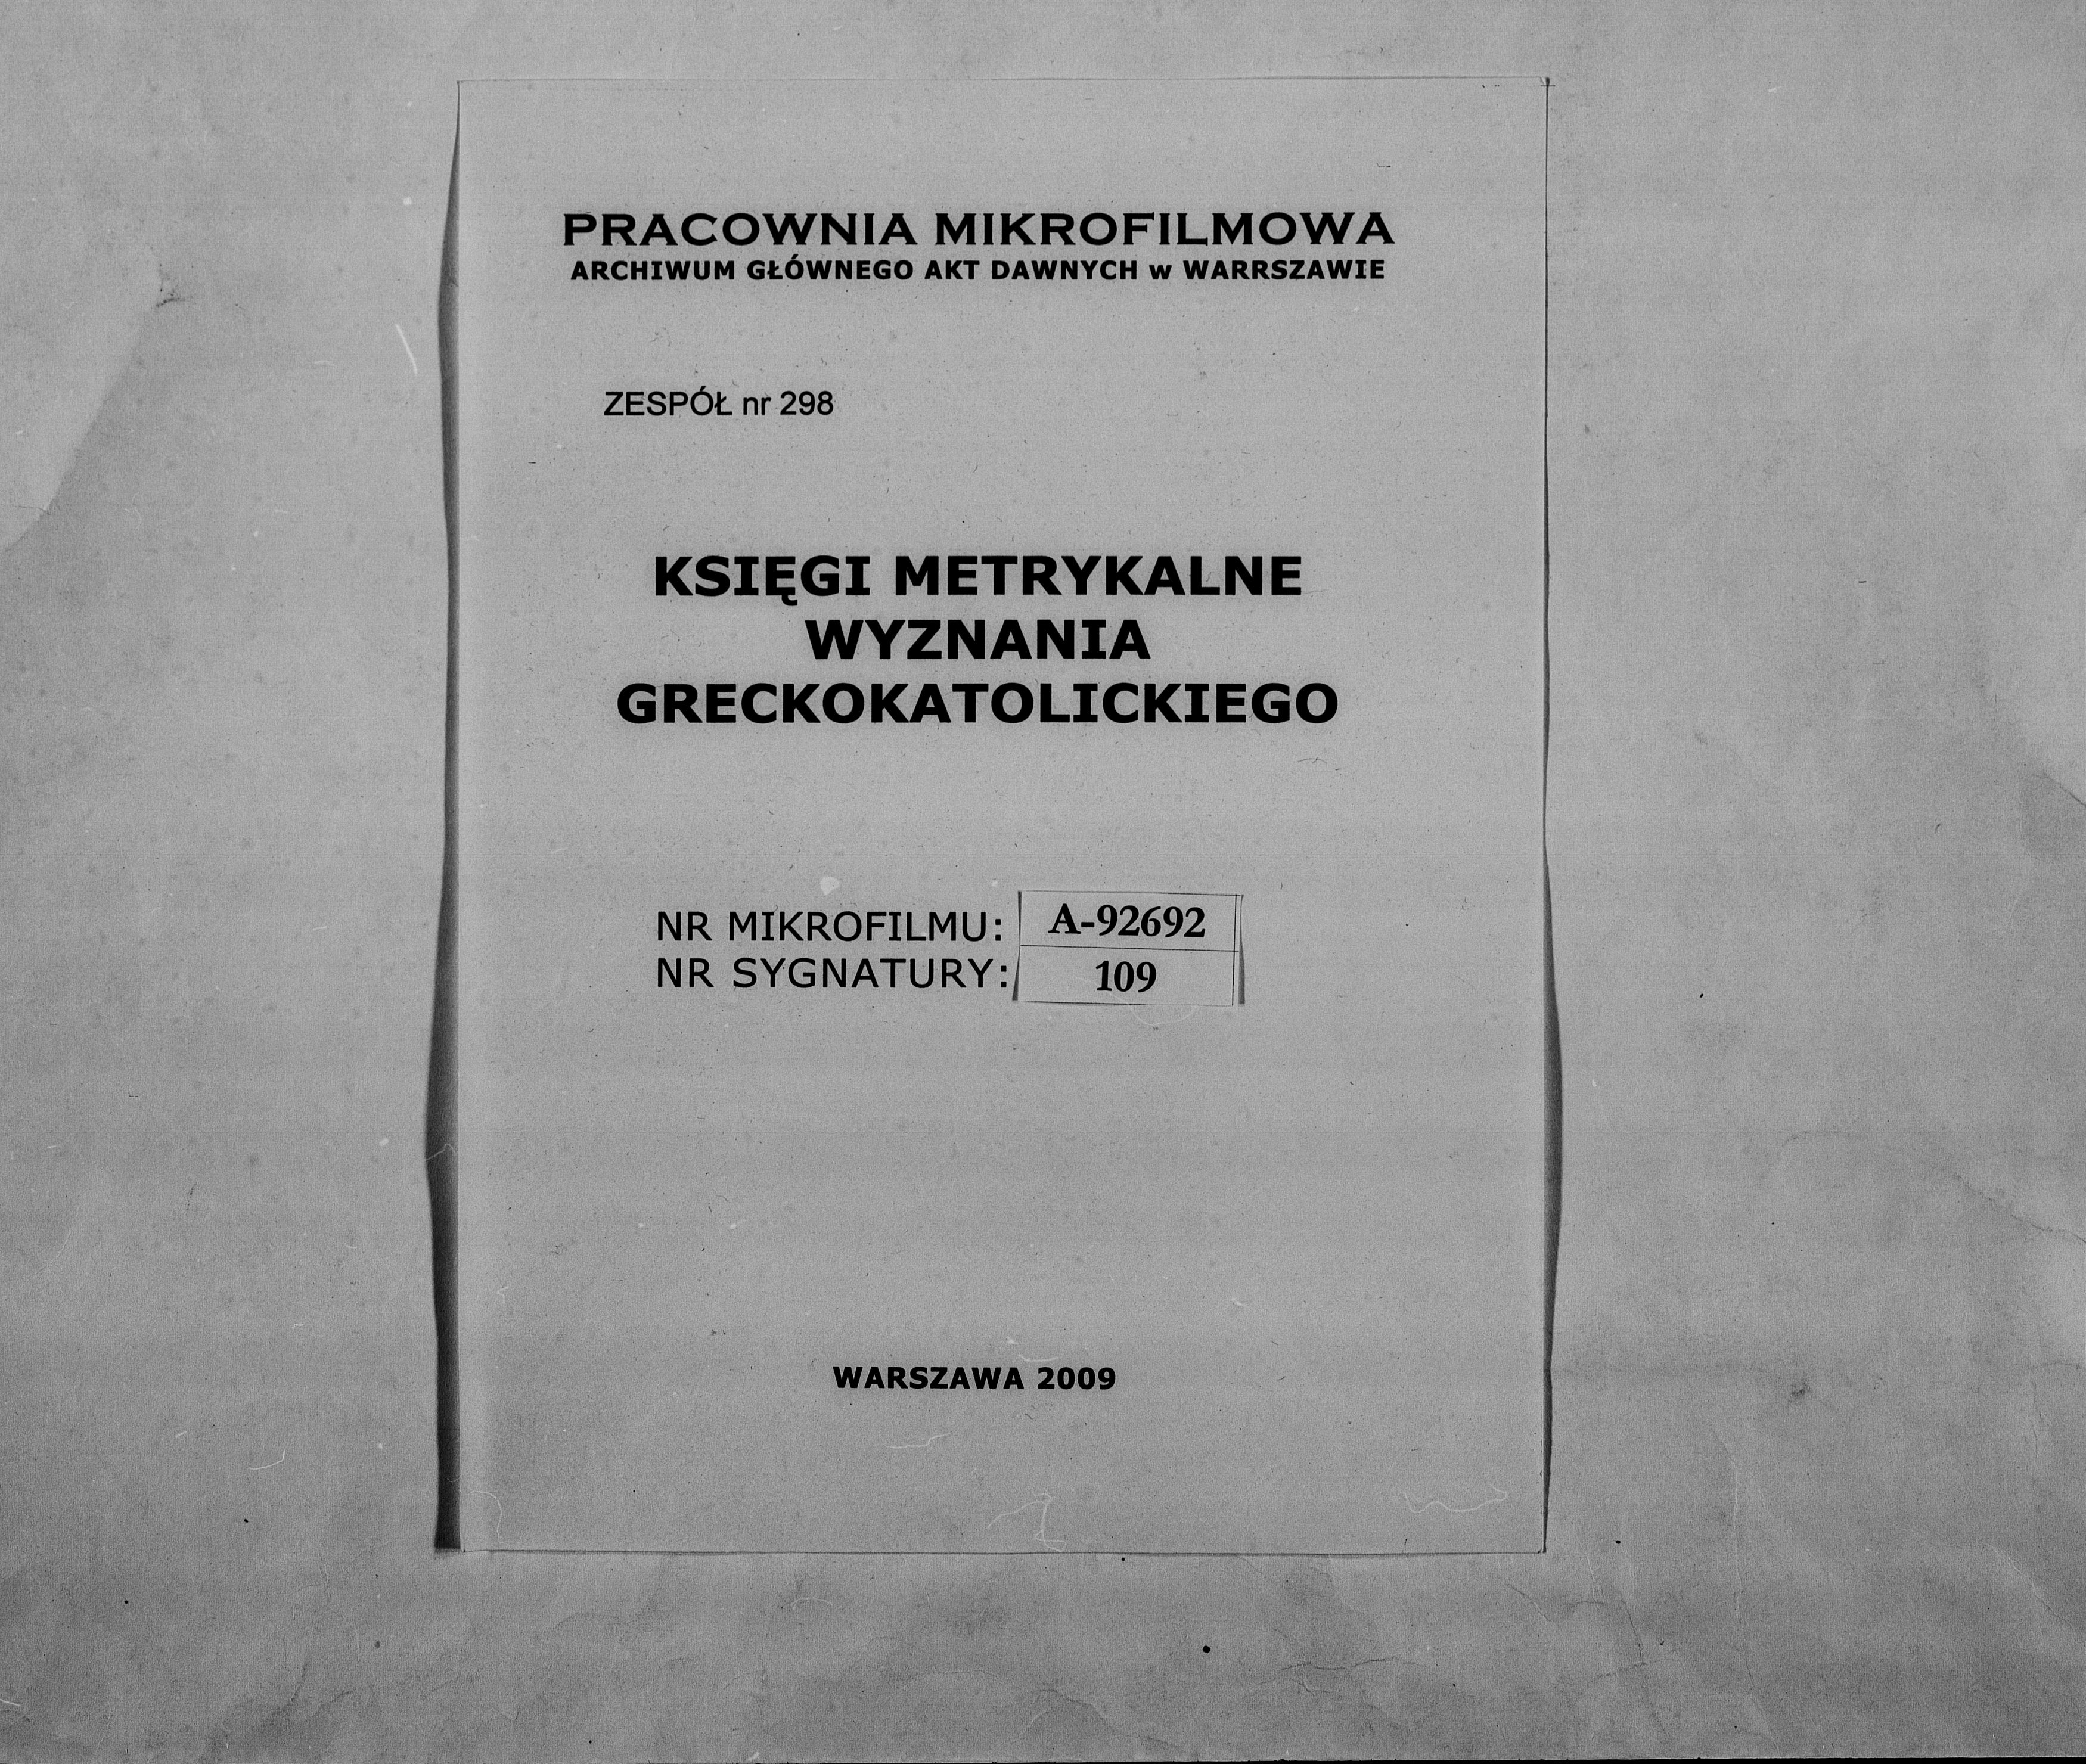 PRACOWNIA MIKROFILMOWA
ARCHIWUM GŁÓWNEGO AKT DAWNYCH w WARRSZAWIE
ZESPÓŁ nr 298
KSIĘGI METRYKALNE
WYZNANIA
GRECKOKATOLICKIEGO
NR MIKROFILMU: A-92692
NR SYGNATURY: 109
WARSZAWA 2009